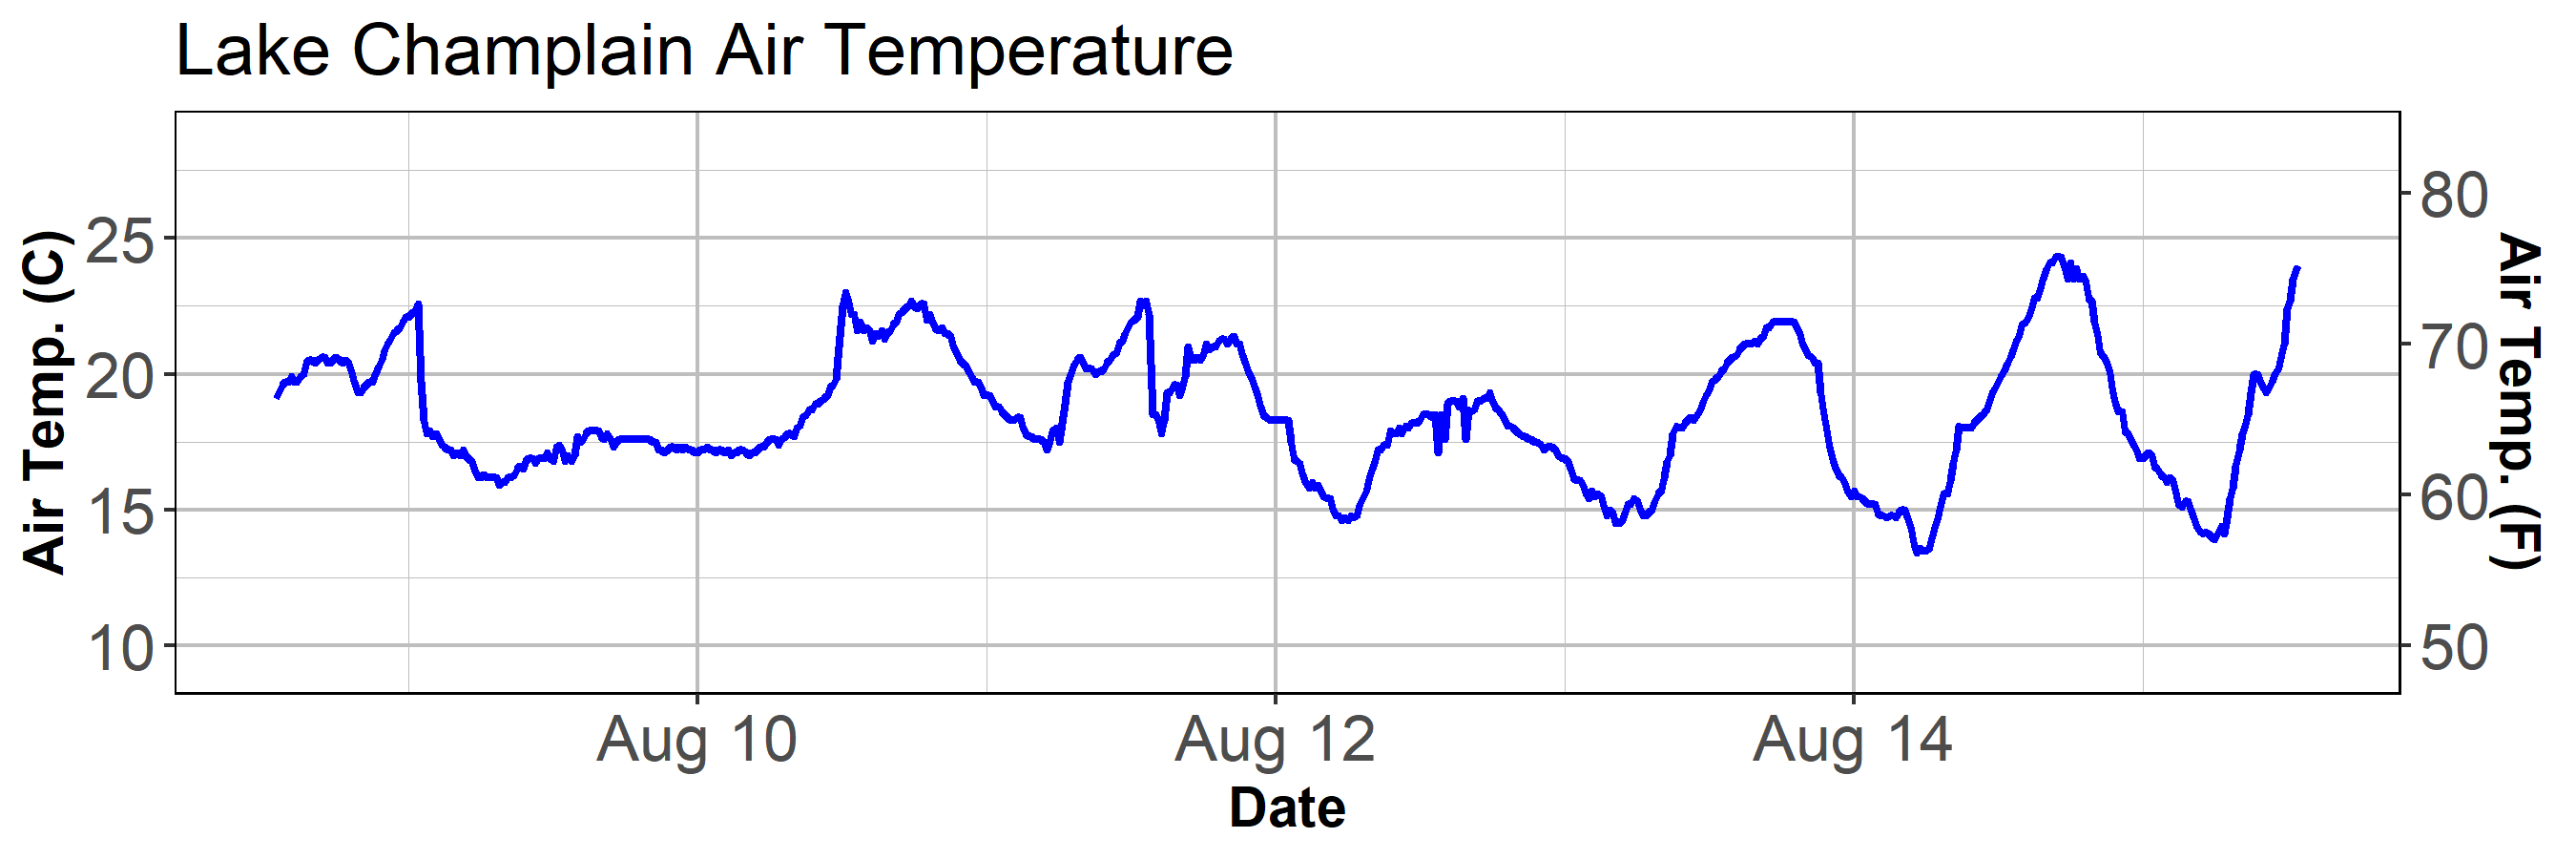 Lake Champlain Air Temperature
Air Temp. (C)
25
20
15
10
80
70
60
50
Air Temp. (F)
Aug 10
Aug 12
Aug 14
Date